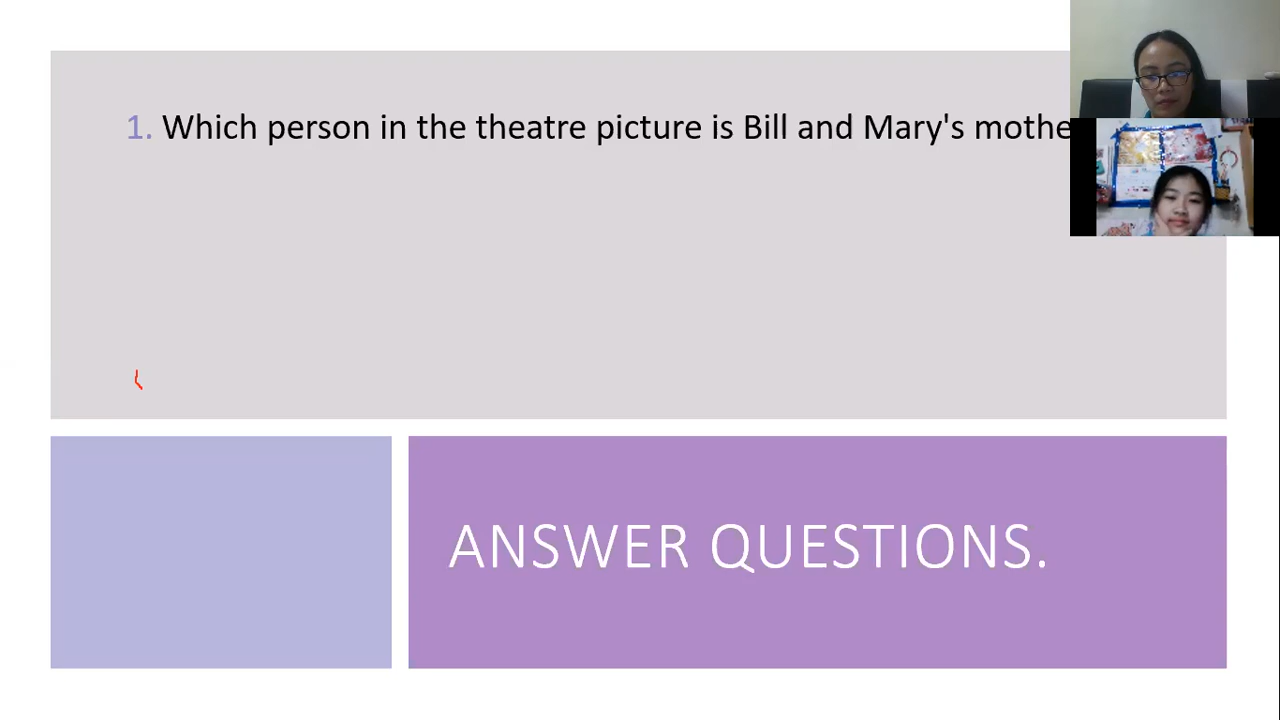 1. Which person in the theatre picture is Bill and Mary's mothe
ANSWER QUESTIONS.